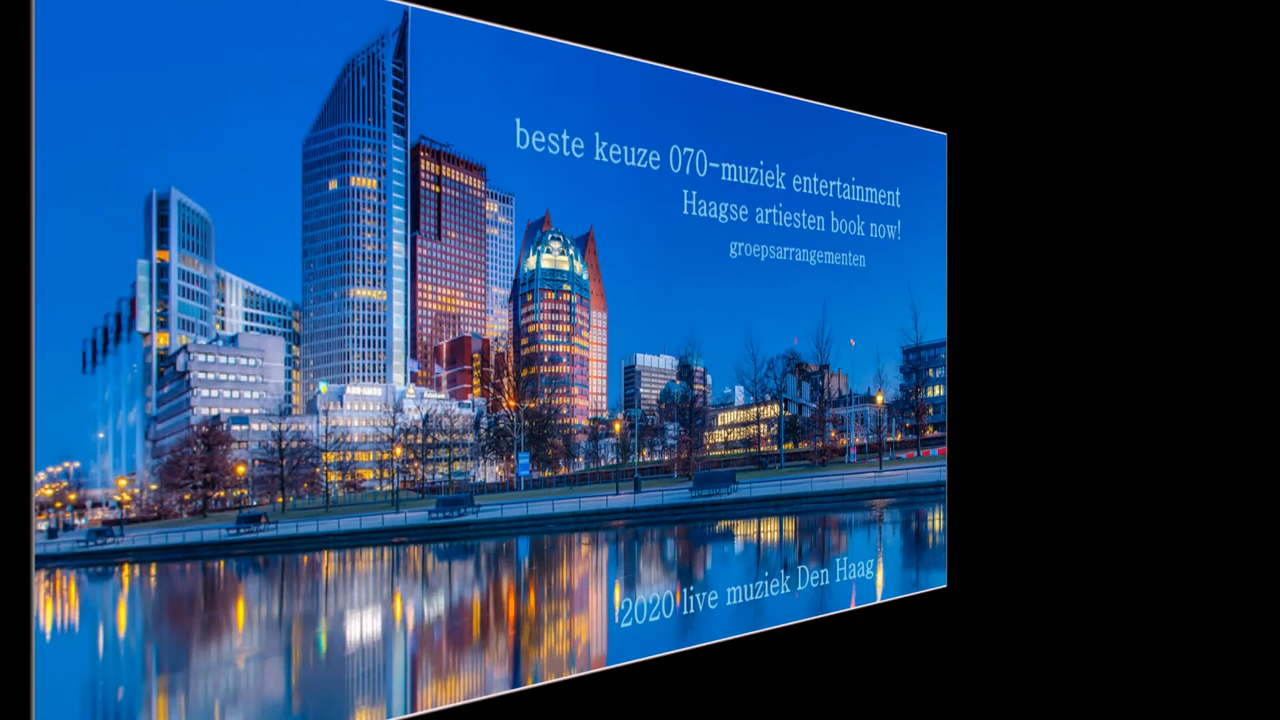 beste keuze 070-muziek entertainment
Haagse artiesten book now!
groepsarrangementen
2020 live muziek Den Haag